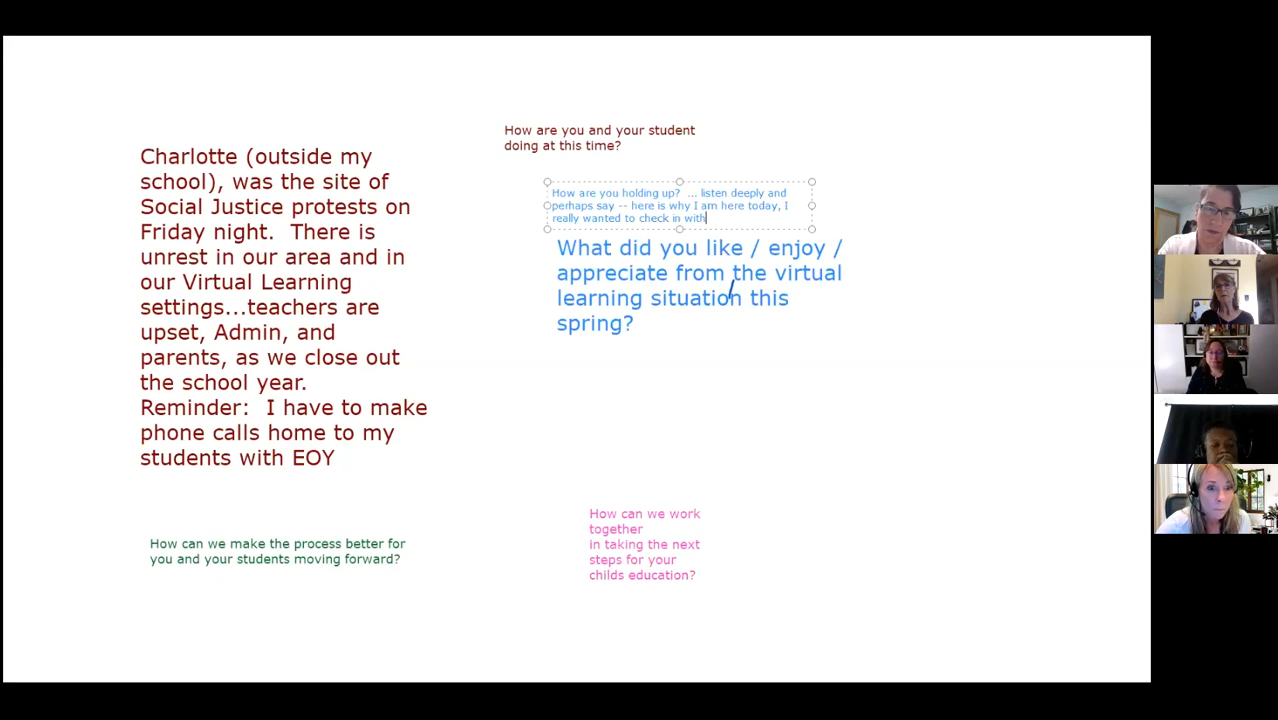 Charlotte (outside my
school), was the site of
Social Justice protests on
Friday night.  There is
unrest in our area and in
our Virtual Learning
settings...teachers are
upset, Admin, and
parents, as we close out
the school year.
Reminder:  I have to make
phone calls home to my
students with EOY
How are you and your student
doing at this time?
How are you holding up?  ... listen deeply and
perhaps say -- here is why I am here today, I
really wanted to check in with
What did you like / enjoy /
appreciate from the virtual
learning situation this
spring?
How can we make the process better for
you and your students moving forward?
How can we work
together
in taking the next
steps for your
childs education?